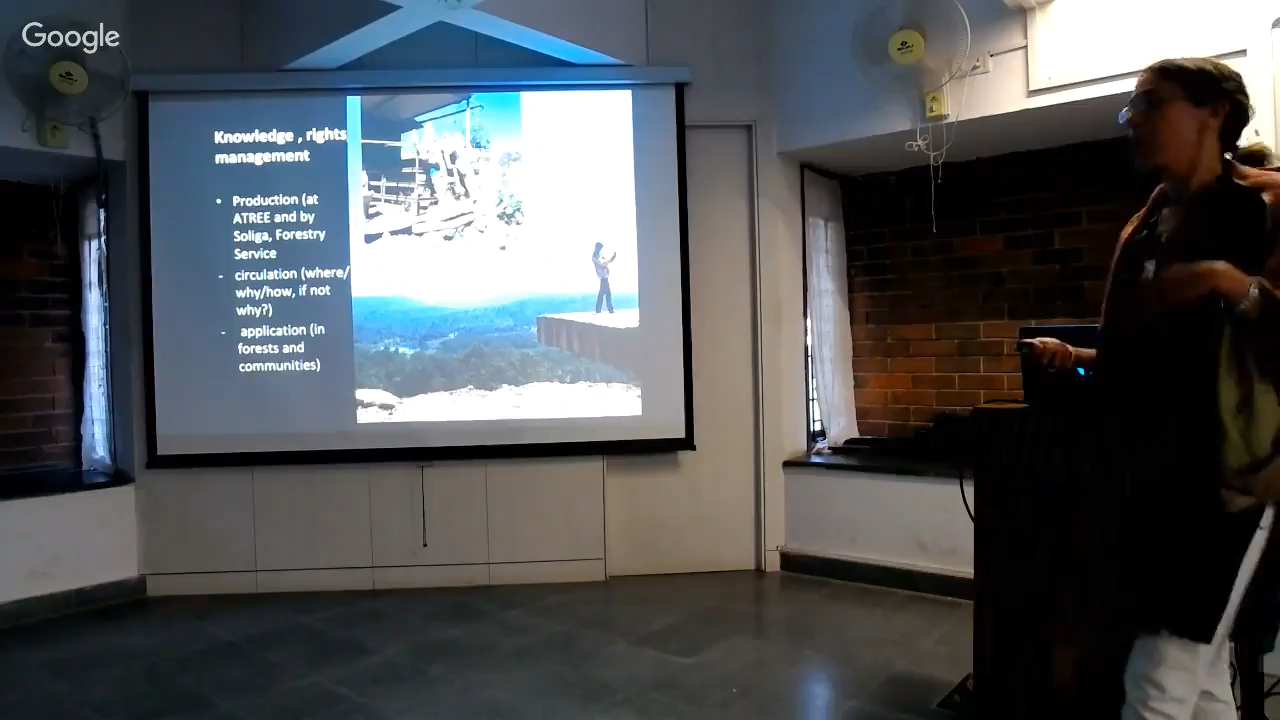 Google
Knowledge , rights
management
• Production (at
ATREE and by
Soliga, Forestry
Service
- circulation (where/
why/how, if not
why?)
- application (in
forests and
communities)